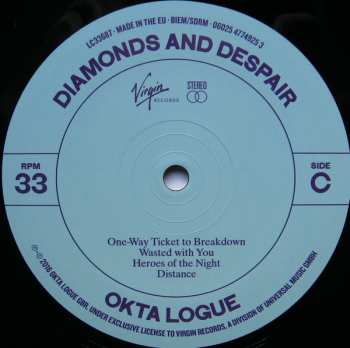 LC33687 · MADE IN THE EU · BIEM/SDRM · 06025 4774925 3
DIAMONDS AND DESPAIR
Virgin
RECORDS
STEREO
RPM
33
SIDE
C
One-Way Ticket to Breakdown
Wasted with You
Heroes of the Night
Distance
OKTA LOGUE
2016 OKTA LOGUE GBR. UNDER EXCLUSIVE LICENSE TO VIRGIN RECORDS, A DIVISION OF UNIVERSAL MUSIC GMBH